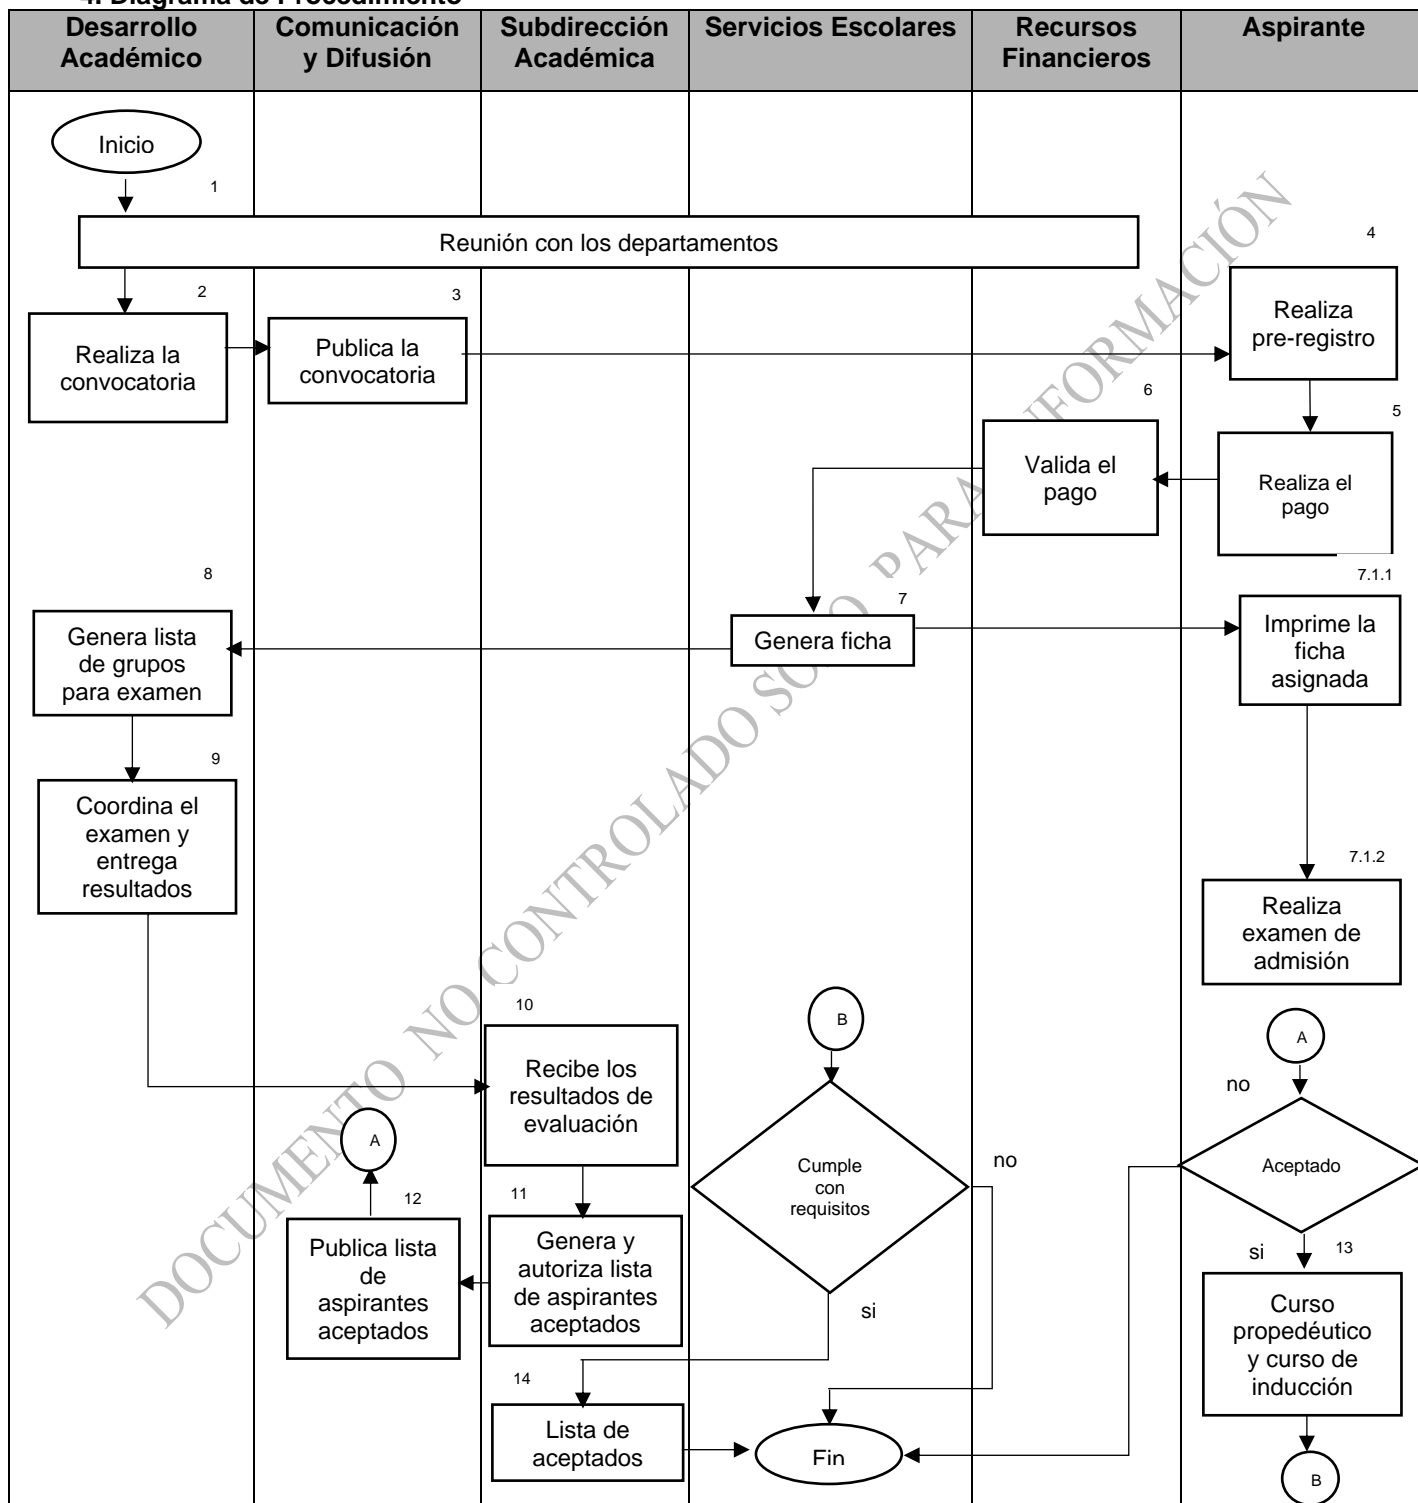 4. Diagrama de Procedimiento
Desarrollo
Académico
Comunicación
y Difusión
Subdirección
Académica
Servicios Escolares
Recursos
Financieros
Aspirante
Inicio
1
Reunión con los departamentos
2
Realiza la
convocatoria
3
Publica la
convocatoria
4
Realiza
pre-registro
5
Realiza el
pago
6
Valida el
pago
7
Genera ficha
7.1.1
Imprime la
ficha
asignada
8
Genera lista
de grupos
para examen
9
Coordina el
examen y
entrega
resultados
7.1.2
Realiza
examen de
admisión
10
Recibe los
resultados de
evaluación
B
Cumple
con
requisitos
no
si
A
no
Aceptado
si
13
Curso
propedéutico
y curso de
inducción
B
A
12
Publica lista
de
aspirantes
aceptados
11
Genera y
autoriza lista
de aspirantes
aceptados
14
Lista de
aceptados
Fin
DOCUMENTO NO CONTROLADO SOLO PARA INFORMACIÓN